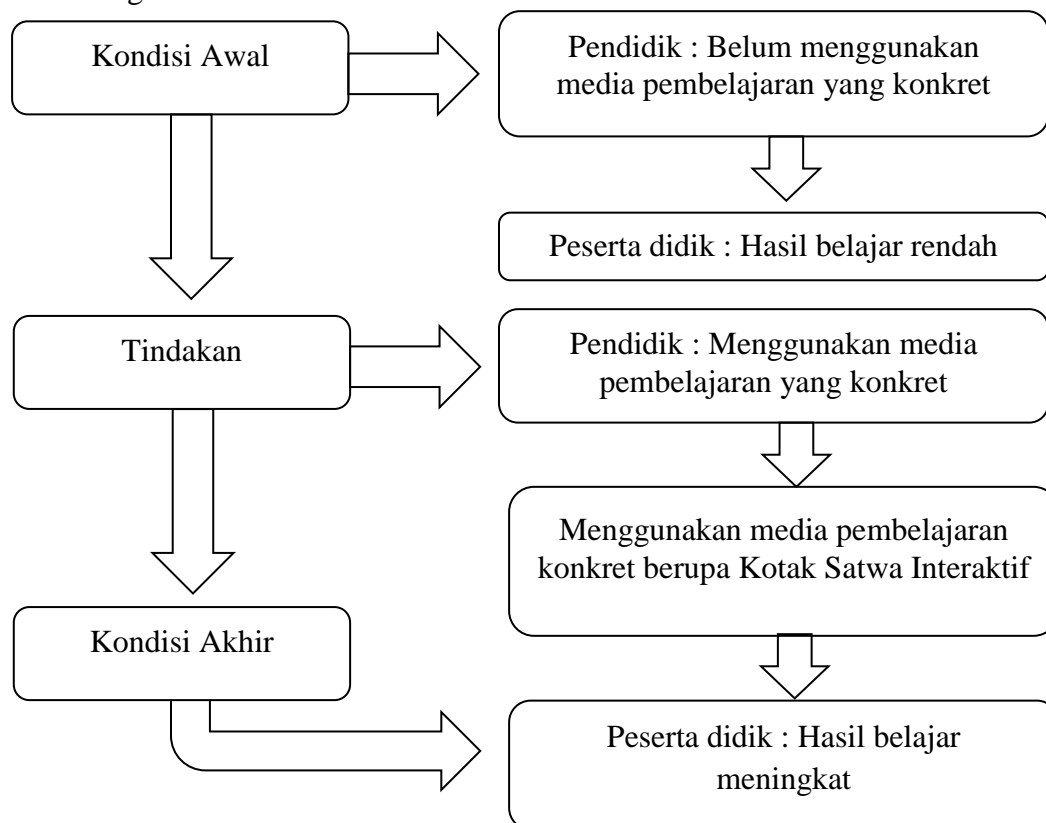 Kondisi Awal
Pendidik : Belum menggunakan
media pembelajaran yang konkret
Peserta didik : Hasil belajar rendah
Tindakan
Pendidik : Menggunakan media
pembelajaran yang konkret
Menggunakan media pembelajaran
konkret berupa Kotak Satwa Interaktif
Kondisi Akhir
Peserta didik : Hasil belajar
meningkat